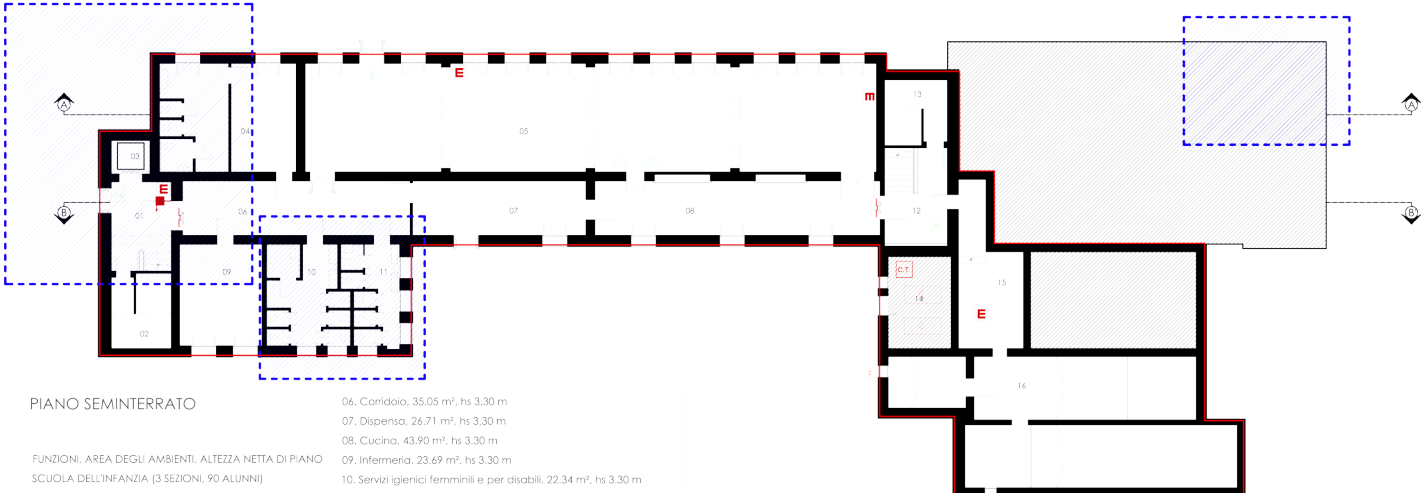 A
A
13
04
05
03
E
E
E
B
B
01
06
07
08
12
09
10
11
C.T
14
15
E
02
16
PIANO SEMINTERRATO
FUNZIONI, AREA DEGLI AMBIENTI, ALTEZZA NETTA DI PIANO
SCUOLA DELL'INFANZIA (3 SEZIONI, 90 ALUNNI)
06. Corridoio, 35.05 m², hs 3.30 m
07. Dispensa, 26.71 m², hs 3.30 m
08. Cucina, 43.90 m², hs 3.30 m
09. Infermeria, 23.69 m², hs 3.30 m
10. Servizi igienici femminili e per disabili, 22.34 m², hs 3.30 m